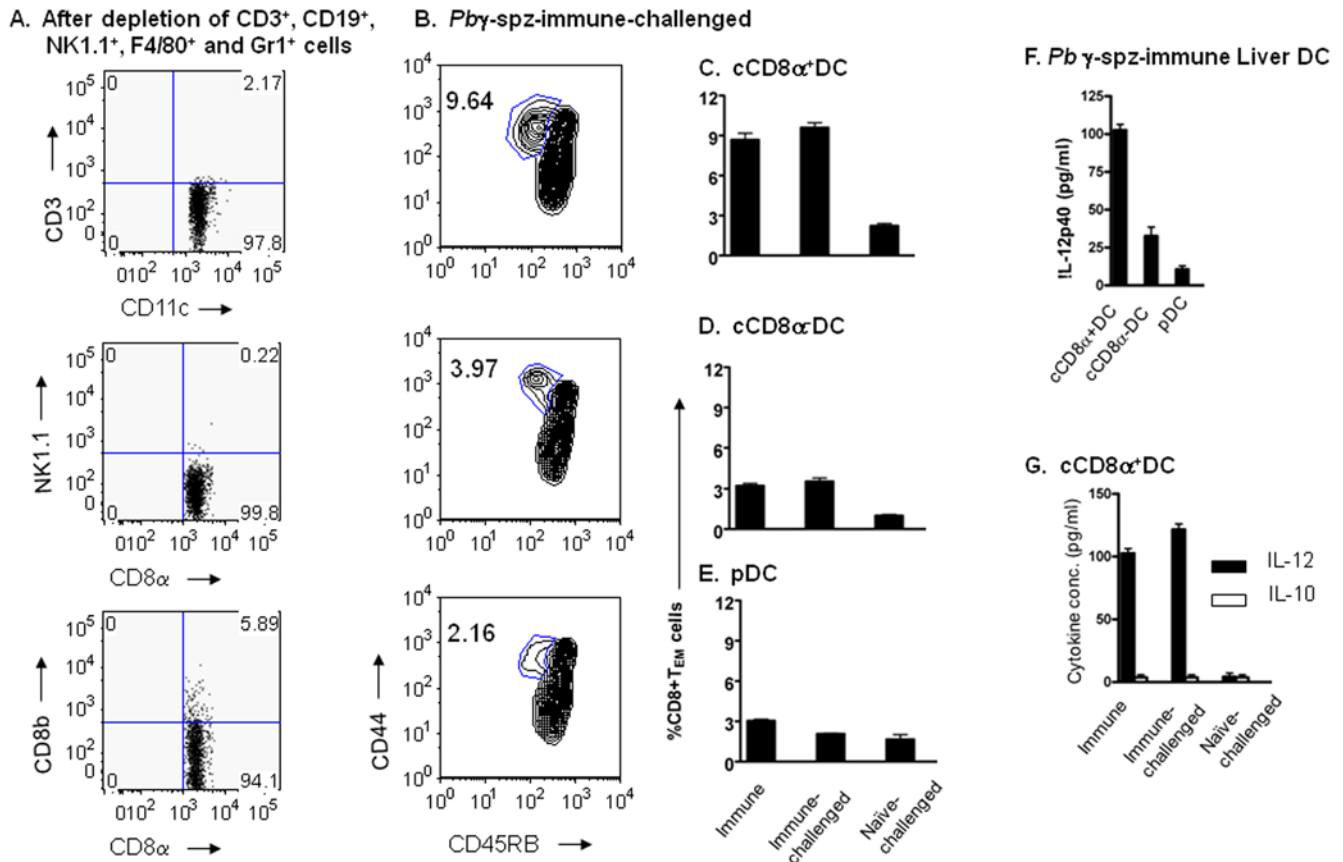 A. After depletion of CD3⁺, CD19⁺,
NK1.1⁺, F4/80⁺ and Gr1⁺ cells
0
2.17
10⁵
10⁴
10³
10²
0
CD3
0
97.8
010² 10³ 10⁴ 10⁵
CD11c
0
0.22
10⁵
10⁴
10³
10²
0
NK1.1
0
99.8
010² 10³ 10⁴ 10⁵
CD8α
0
5.89
10⁵
10⁴
10³
10²
0
CD8b
0
94.1
010² 10³ 10⁴ 10⁵
CD8α
B. Pbγ-spz-immune-challenged
9.64
10⁴
10³
10²
10¹
10⁰
10⁰ 10¹ 10² 10³ 10⁴
3.97
10⁴
10³
10²
10¹
10⁰
10⁰ 10¹ 10² 10³ 10⁴
2.16
10⁴
10³
10²
10¹
10⁰
CD44
10⁰ 10¹ 10² 10³ 10⁴
CD45RB
C. cCD8α⁺DC
12
9
6
3
0
D. cCD8α⁻DC
12
9
6
3
0
%CD8+T_EM cells
E. pDC
12
9
6
3
0
Immune
Immune-
challenged
Naïve-
challenged
F. Pb γ-spz-immune Liver DC
125
100
75
50
25
0
IL-12p40 (pg/ml)
cCD8α+DC
cCD8α-DC
pDC
G. cCD8α⁺DC
150
100
50
0
Cytokine conc. (pg/ml)
IL-12
IL-10
Immune
Immune-
challenged
Naïve-
challenged